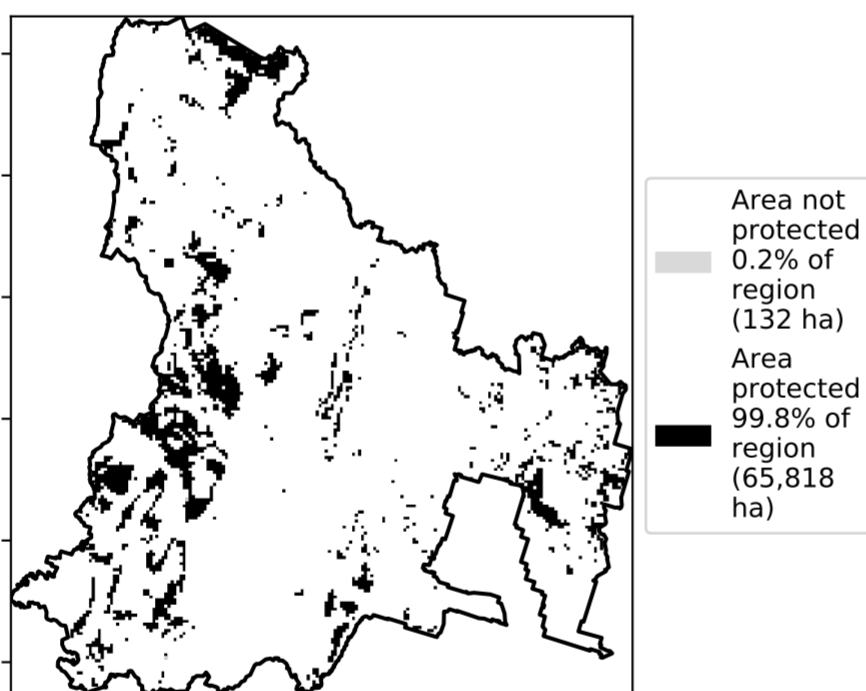 Area not
protected
0.2% of
region
(132 ha)
Area
protected
99.8% of
region
(65,818
ha)